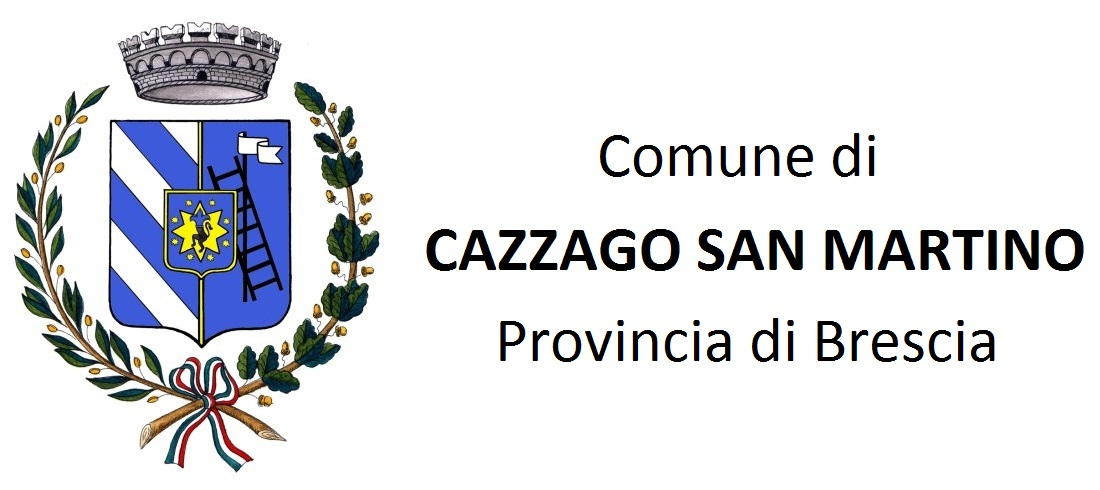 Comune di
CAZZAGO SAN MARTINO
Provincia di Brescia